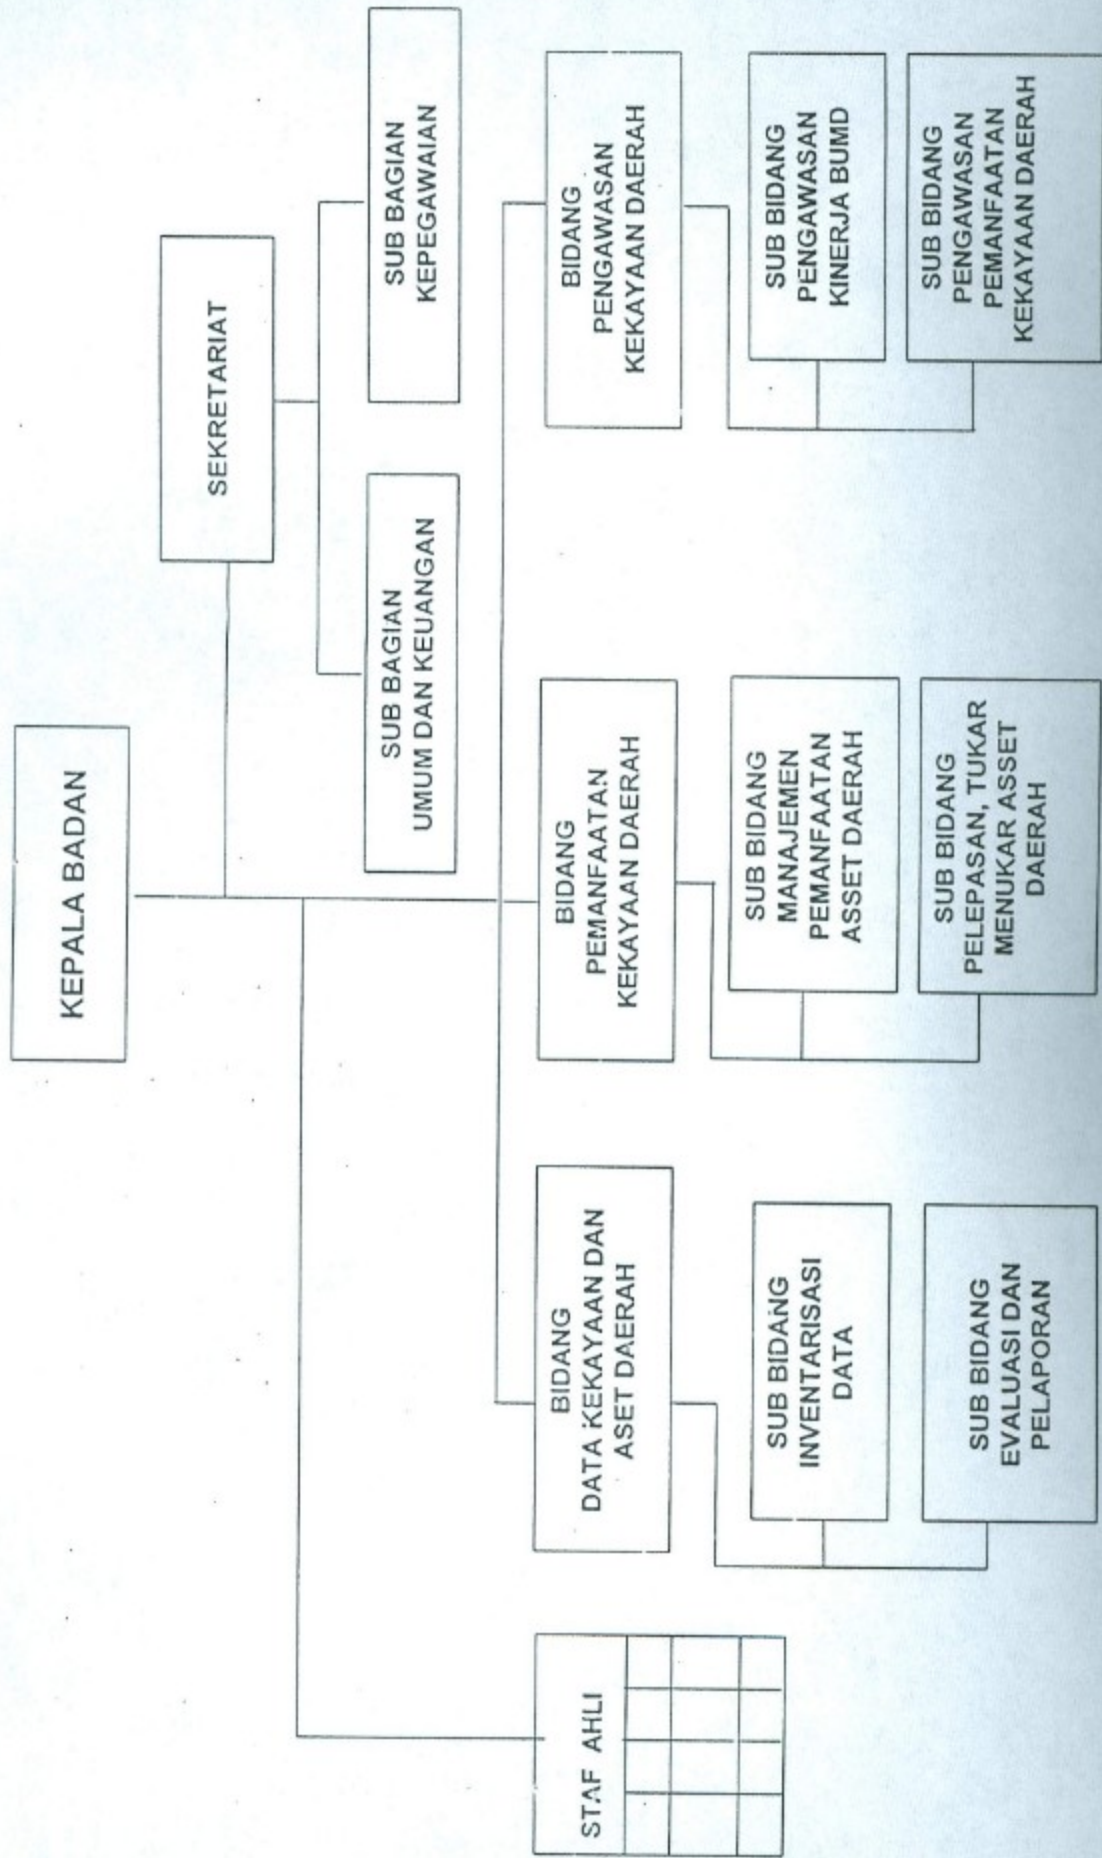 KEPALA BADAN
SEKRETARIAT
SUB BAGIAN
UMUM DAN KEUANGAN
SUB BAGIAN
KEPEGAWAIAN
STAF AHLI
BIDANG
DATA KEKAYAAN DAN
ASET DAERAH
BIDANG
PEMANFAATAN
KEKAYAAN DAERAH
BIDANG
PENGAWASAN
KEKAYAAN DAERAH
SUB BIDANG
INVENTARISASI
DATA
SUB BIDANG
MANAJEMEN
PEMANFAATAN
ASSET DAERAH
SUB BIDANG
PENGAWASAN
KINERJA BUMD
SUB BIDANG
EVALUASI DAN
PELAPORAN
SUB BIDANG
PELEPASAN, TUKAR
MENUKAR ASSET
DAERAH
SUB BIDANG
PENGAWASAN
PEMANFAATAN
KEKAYAAN DAERAH